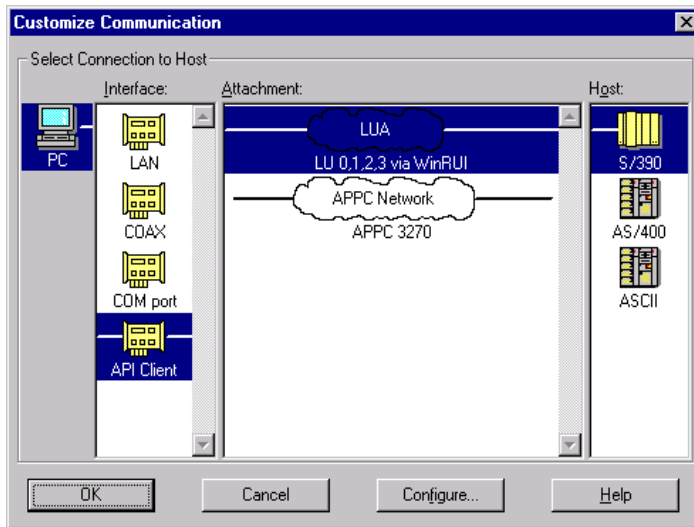 Customize Communication
Select Connection to Host
Interface:
Attachment:
Host:
PC
LAN
COAX
COM port
API Client
LUA
LU 0,1,2,3 via WinRUI
APPC Network
APPC 3270
S/390
AS/400
ASCII
OK
Cancel
Configure...
Help